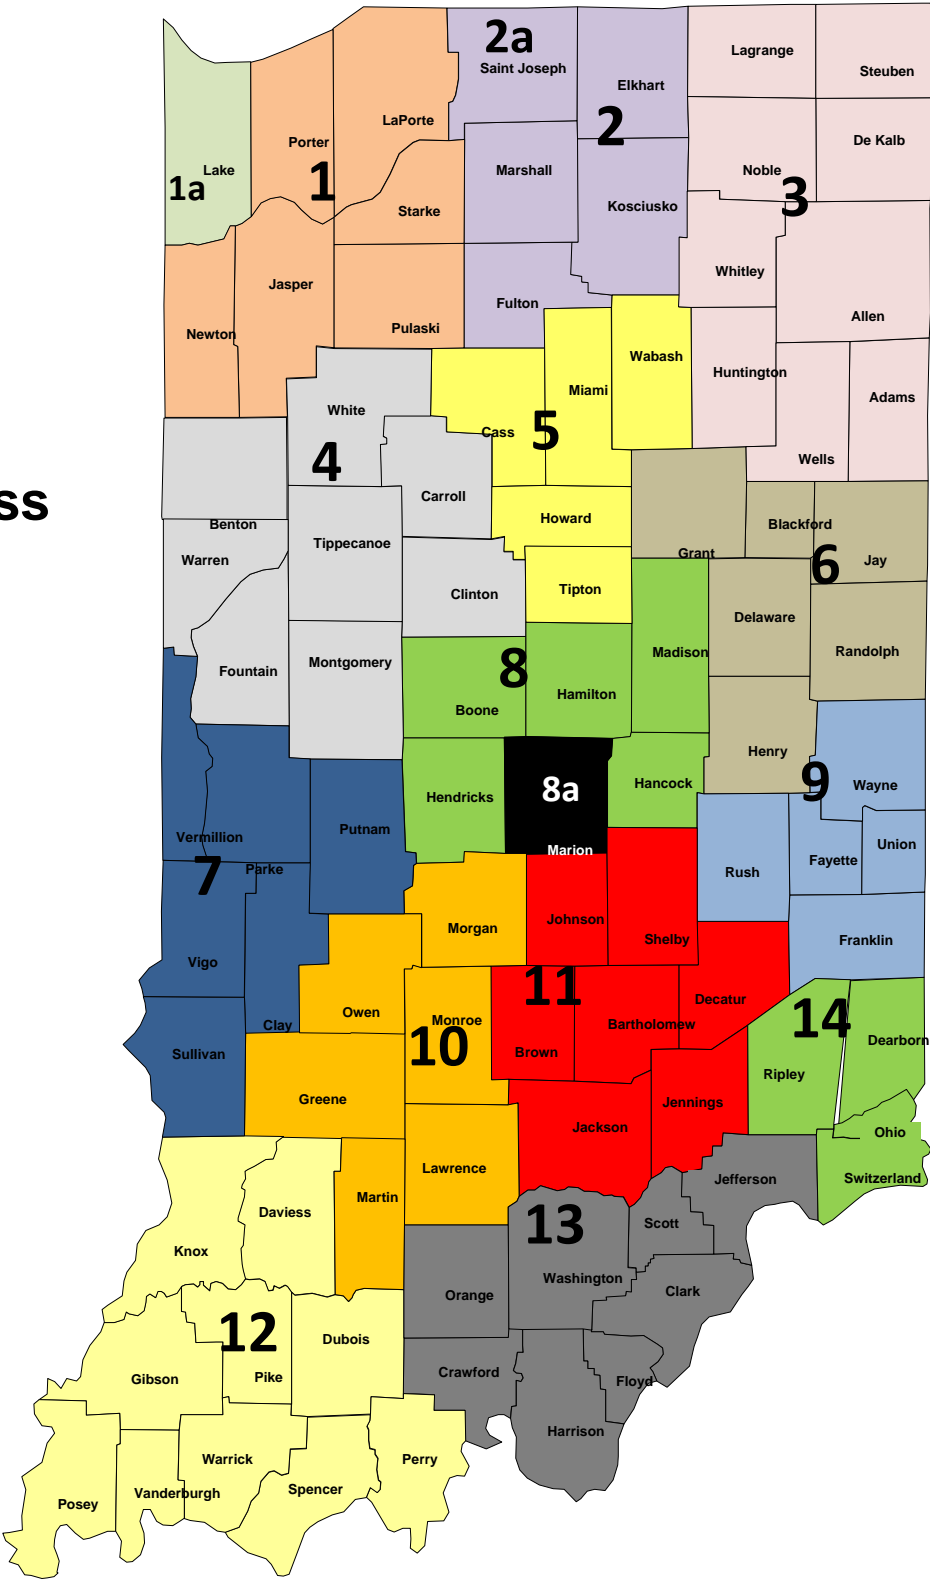 2a
Saint Joseph
Lagrange
Steuben
Elkhart
LaPorte
2
Porter
De Kalb
Lake
1a
1
Marshall
Noble
3
Starke
Kosciusko
Jasper
Whitley
Newton
Pulaski
Fulton
Allen
Wabash
Huntington
White
Miami
Adams
4
Cass
5
Wells
Carroll
Benton
Howard
Blackford
ss
Warren
Tippecanoe
Grant
6
Jay
Clinton
Tipton
Delaware
Fountain
Montgomery
8
Madison
Randolph
Boone
Hamilton
Henry
9
Wayne
Hendricks
8a
Hancock
Vermillion
Putnam
Marion
Union
7
Parke
Rush
Fayette
Morgan
Johnson
Shelby
Franklin
Vigo
11
Owen
Monroe
Decatur
14
Clay
Bartholomew
Sullivan
10
Brown
Dearborn
Ripley
Greene
Jackson
Jennings
Ohio
Lawrence
Jefferson
Switzerland
Martin
Daviess
13
Scott
Knox
Washington
Orange
Clark
12
Dubois
Gibson
Pike
Crawford
Floyd
Harrison
Warrick
Perry
Vanderburgh
Spencer
Posey